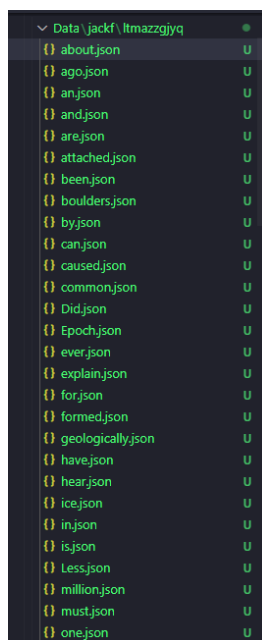 Data\jackf\ltmazzgjyq
{} about.json U
{} ago.json U
{} an.json U
{} and.json U
{} are.json U
{} attached.json U
{} been.json U
{} boulders.json U
{} by.json U
{} can.json U
{} caused.json U
{} common.json U
{} Did.json U
{} Epoch.json U
{} ever.json U
{} explain.json U
{} for.json U
{} formed.json U
{} geologically.json U
{} have.json U
{} hear.json U
{} ice.json U
{} in.json U
{} is.json U
{} Less.json U
{} million.json U
{} must.json U
{} one.json U